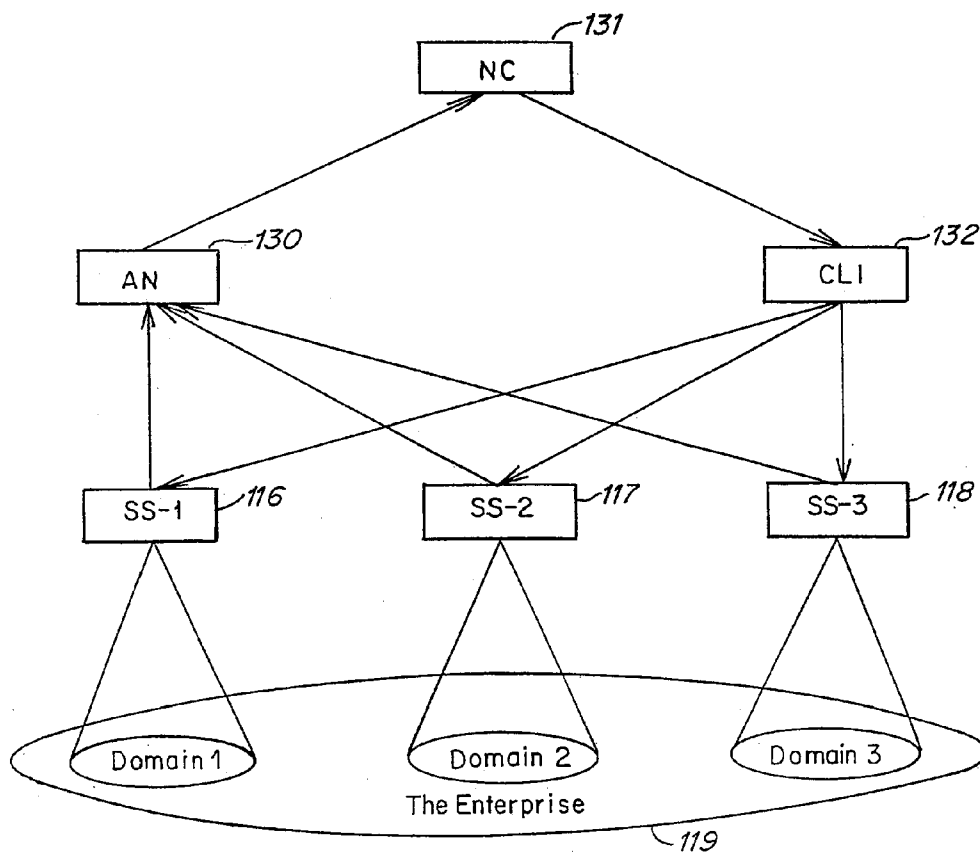 131
NC
130
AN
132
CLI
SS-1
116
SS-2
117
SS-3
118
Domain 1
Domain 2
Domain 3
The Enterprise
119